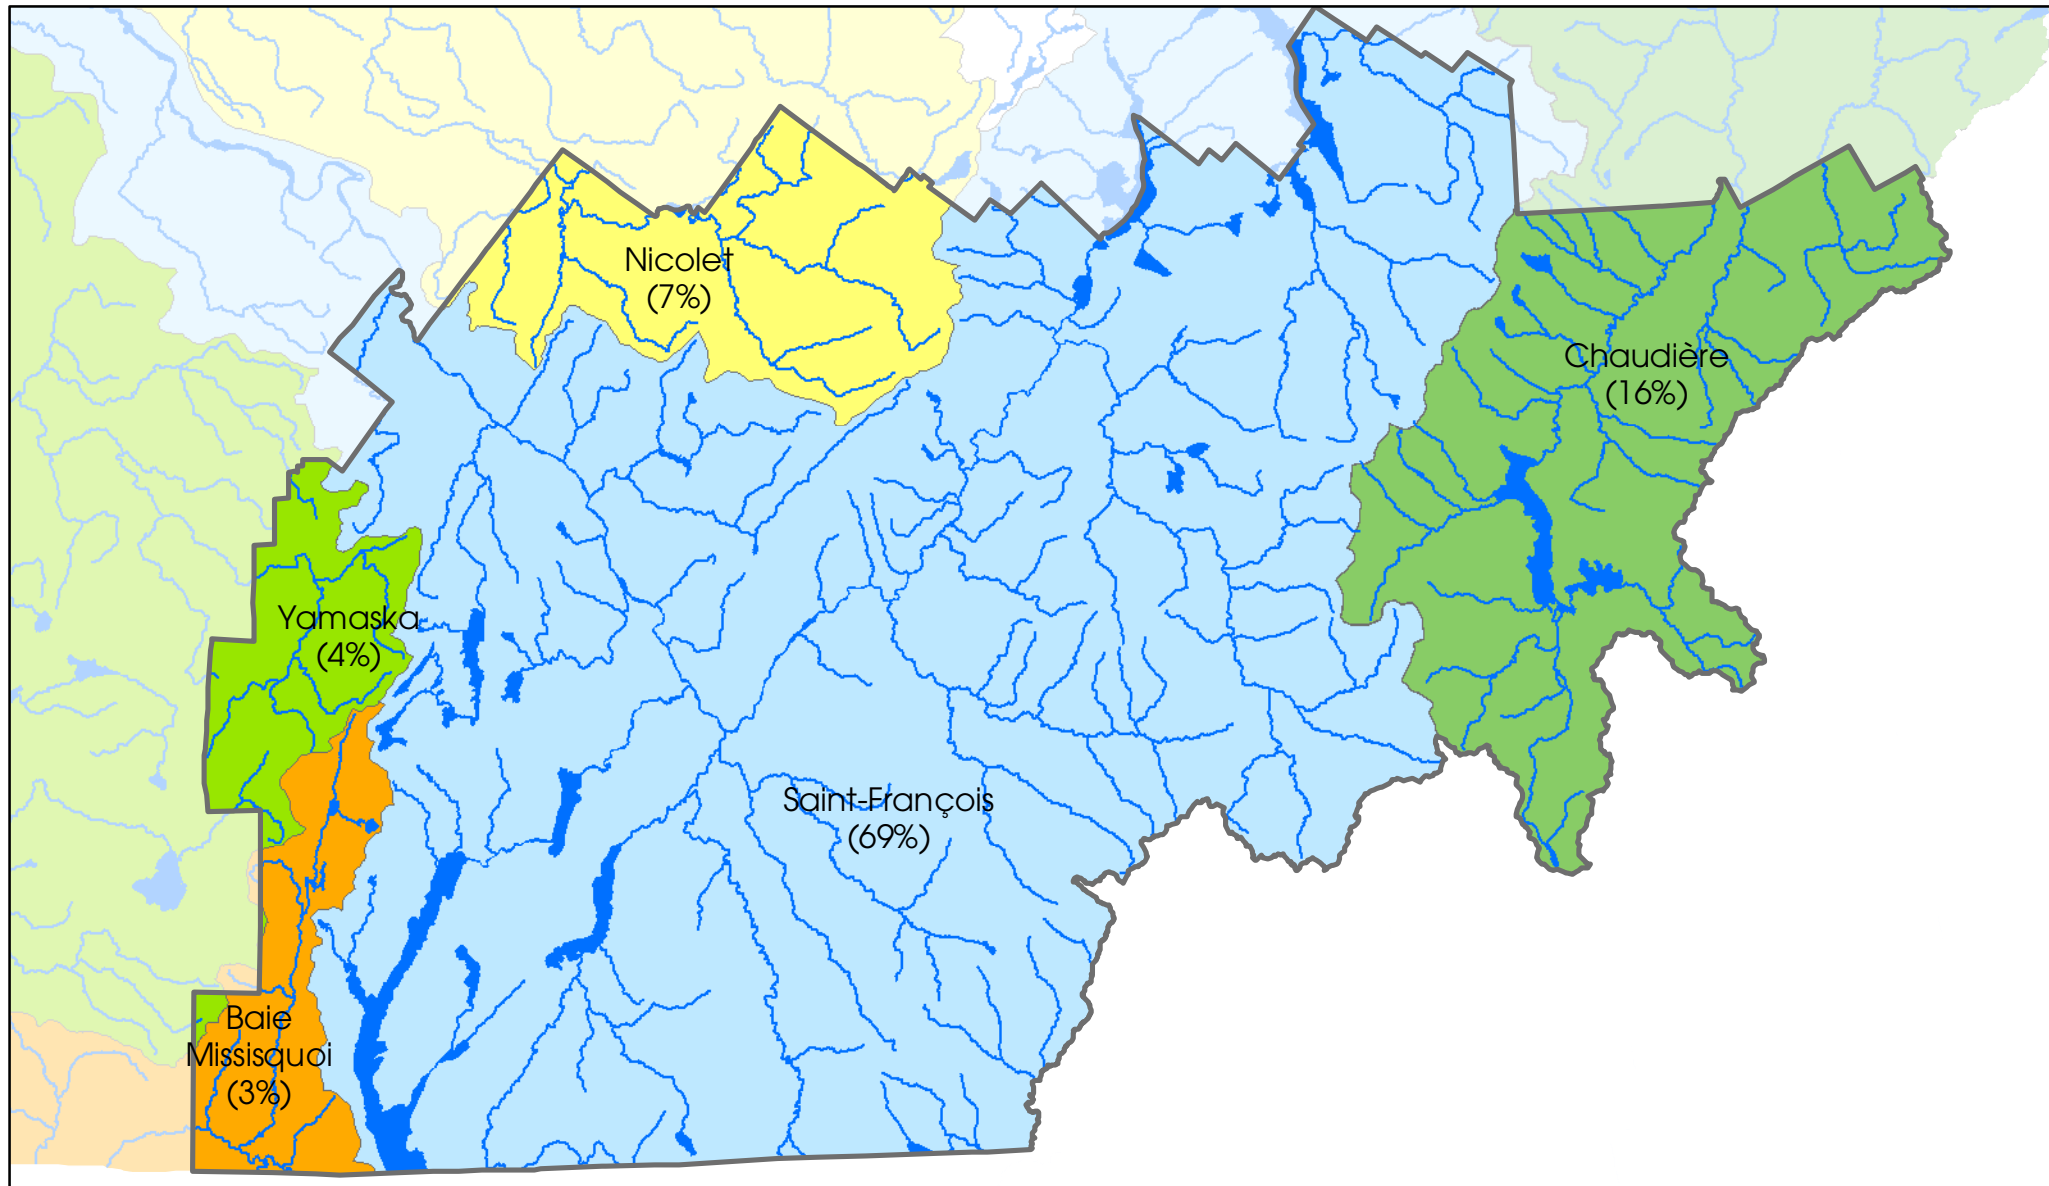 Nicolet
(7%)
Chaudière
(16%)
Yamaska
(4%)
Saint-François
(69%)
Baie
Missisquoi
(3%)